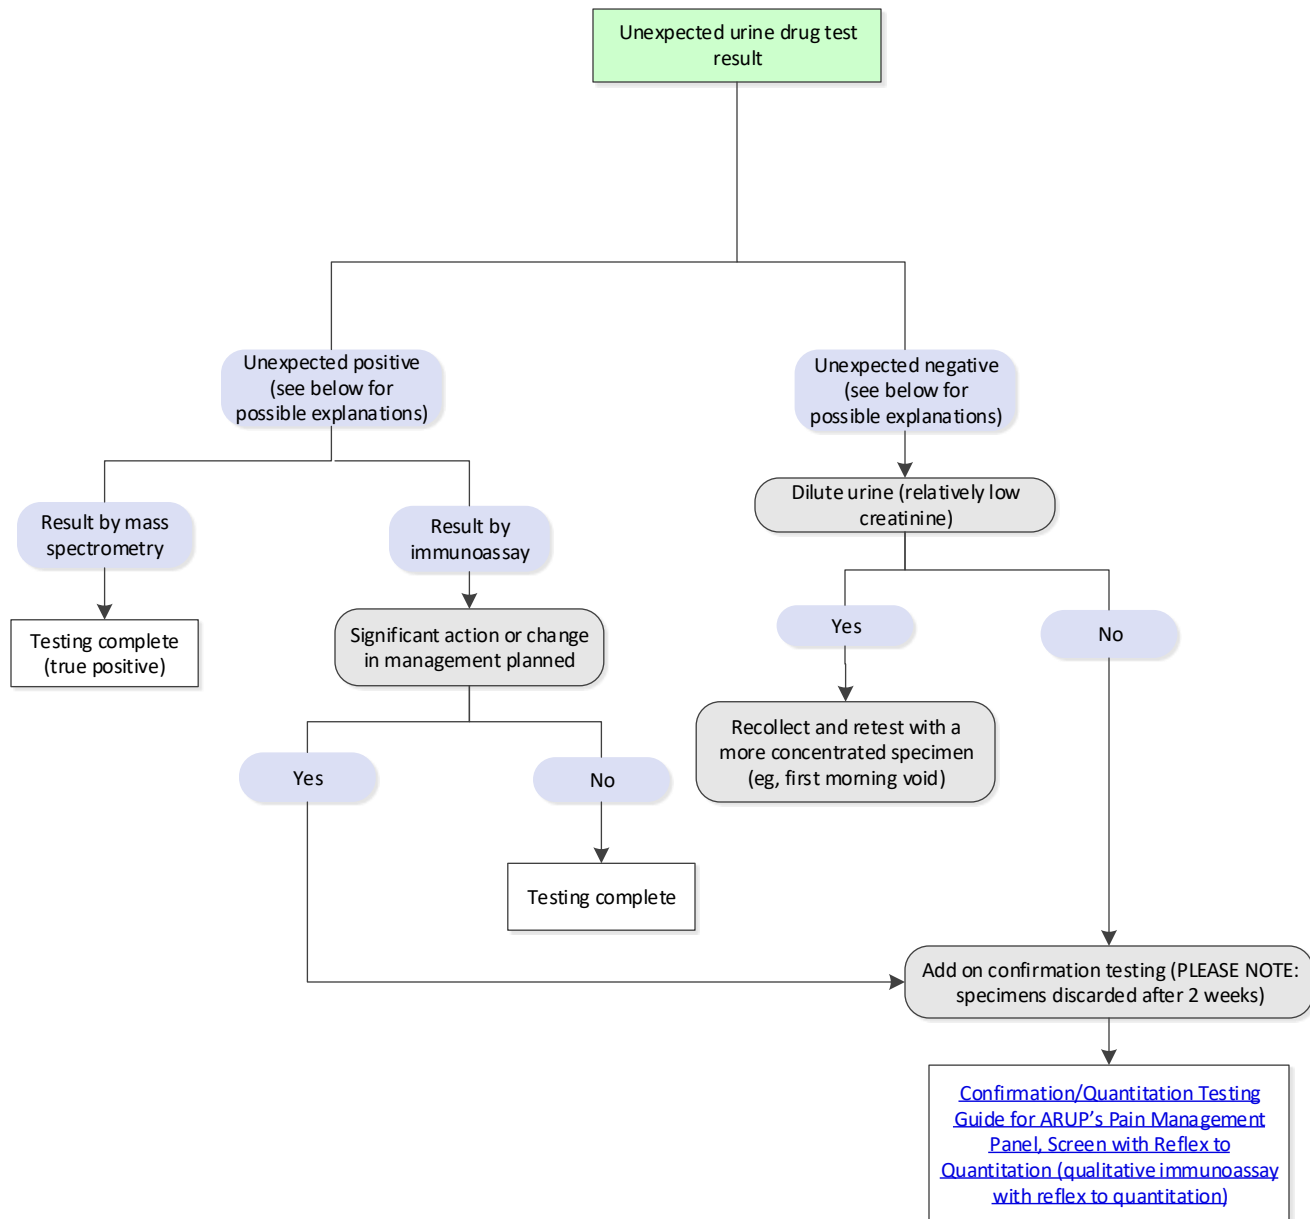 Unexpected urine drug test
result
Unexpected positive
(see below for
possible explanations)
Unexpected negative
(see below for
possible explanations)
Result by mass
spectrometry
Result by
immunoassay
Dilute urine (relatively low
creatinine)
Testing complete
(true positive)
Significant action or change
in management planned
Yes
No
Recollect and retest with a
more concentrated specimen
(eg, first morning void)
Yes
No
Testing complete
Add on confirmation testing (PLEASE NOTE:
specimens discarded after 2 weeks)
Confirmation/Quantitation Testing
Guide for ARUP's Pain Management
Panel, Screen with Reflex to
Quantitation (qualitative immunoassay
with reflex to quantitation)